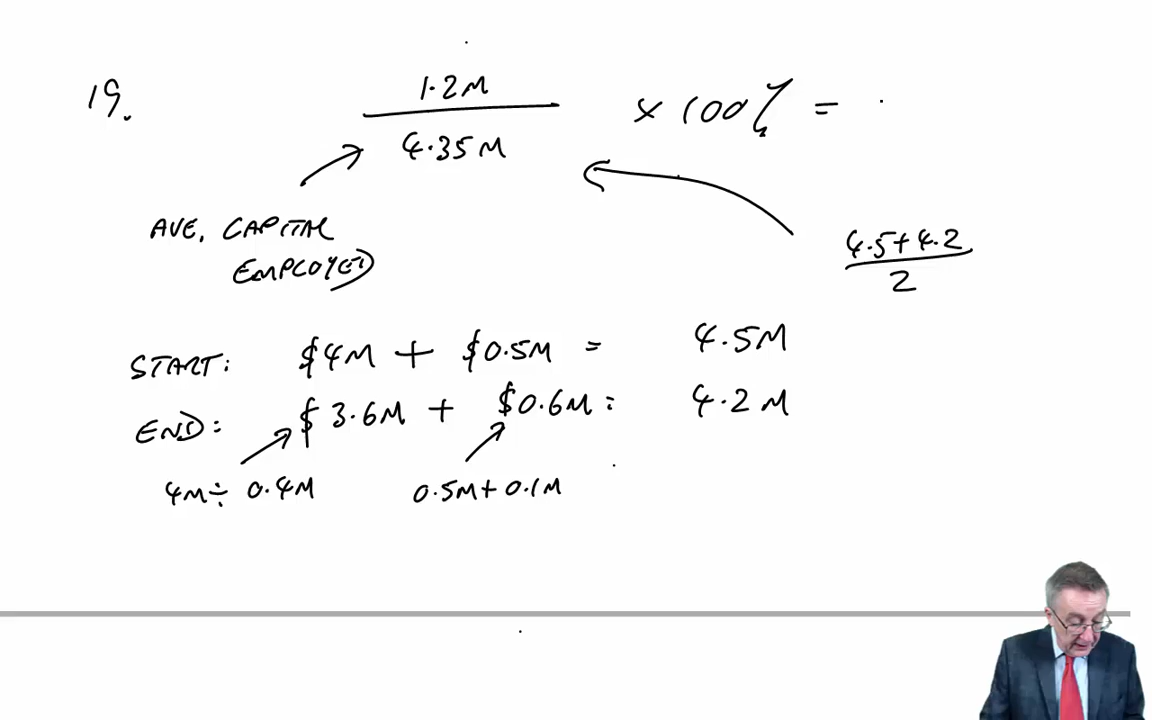 19.
1.2M
4.35M
× 100% =
AVE. CAPITAL
EMPLOYED
4.5+4.2
2
START: $4M + $0.5M = 4.5M
END: $3.6M + $0.6M = 4.2M
4M ÷ 0.4M 0.5M + 0.1M